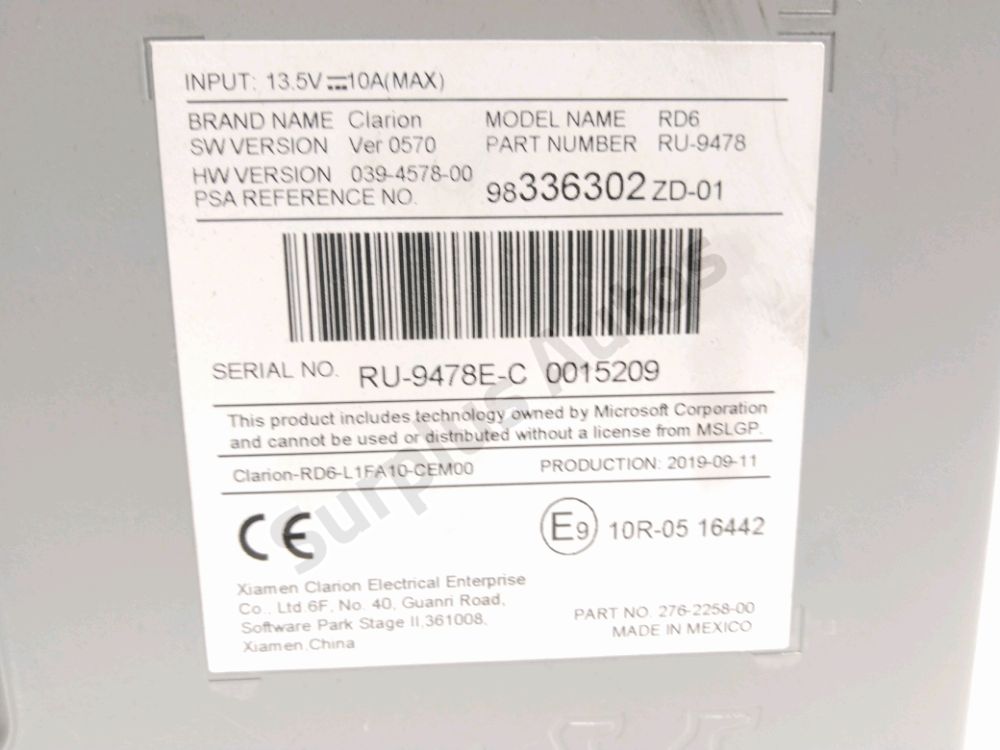 INPUT: 13.5V⎓10A(MAX)
BRAND NAME Clarion MODEL NAME RD6
SW VERSION Ver 0570 PART NUMBER RU-9478
HW VERSION 039-4578-00
PSA REFERENCE NO. 98336302 ZD-01
SERIAL NO. RU-9478E-C 0015209
This product includes technology owned by Microsoft Corporation
and cannot be used or distributed without a license from MSLGP.
Clarion-RD6-L1FA10-CEM00 PRODUCTION: 2019-09-11
CE E9 10R-05 16442
Xiamen Clarion Electrical Enterprise
Co., Ltd.6F, No. 40, Guanri Road,
Software Park Stage II,361008,
Xiamen,China
PART NO. 276-2258-00
MADE IN MEXICO
Surplus Autos